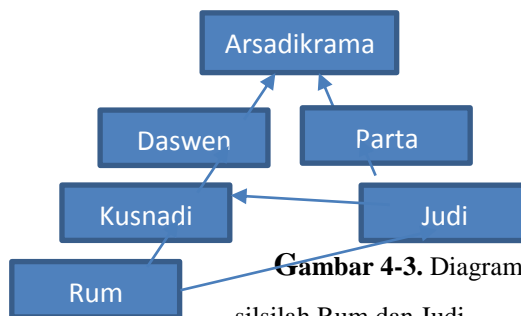 Arsadikrama
Daswen
Parta
Kusnadi
Judi
Gambar 4-3. Diagram
Rum
silsilah Rum dan Judi